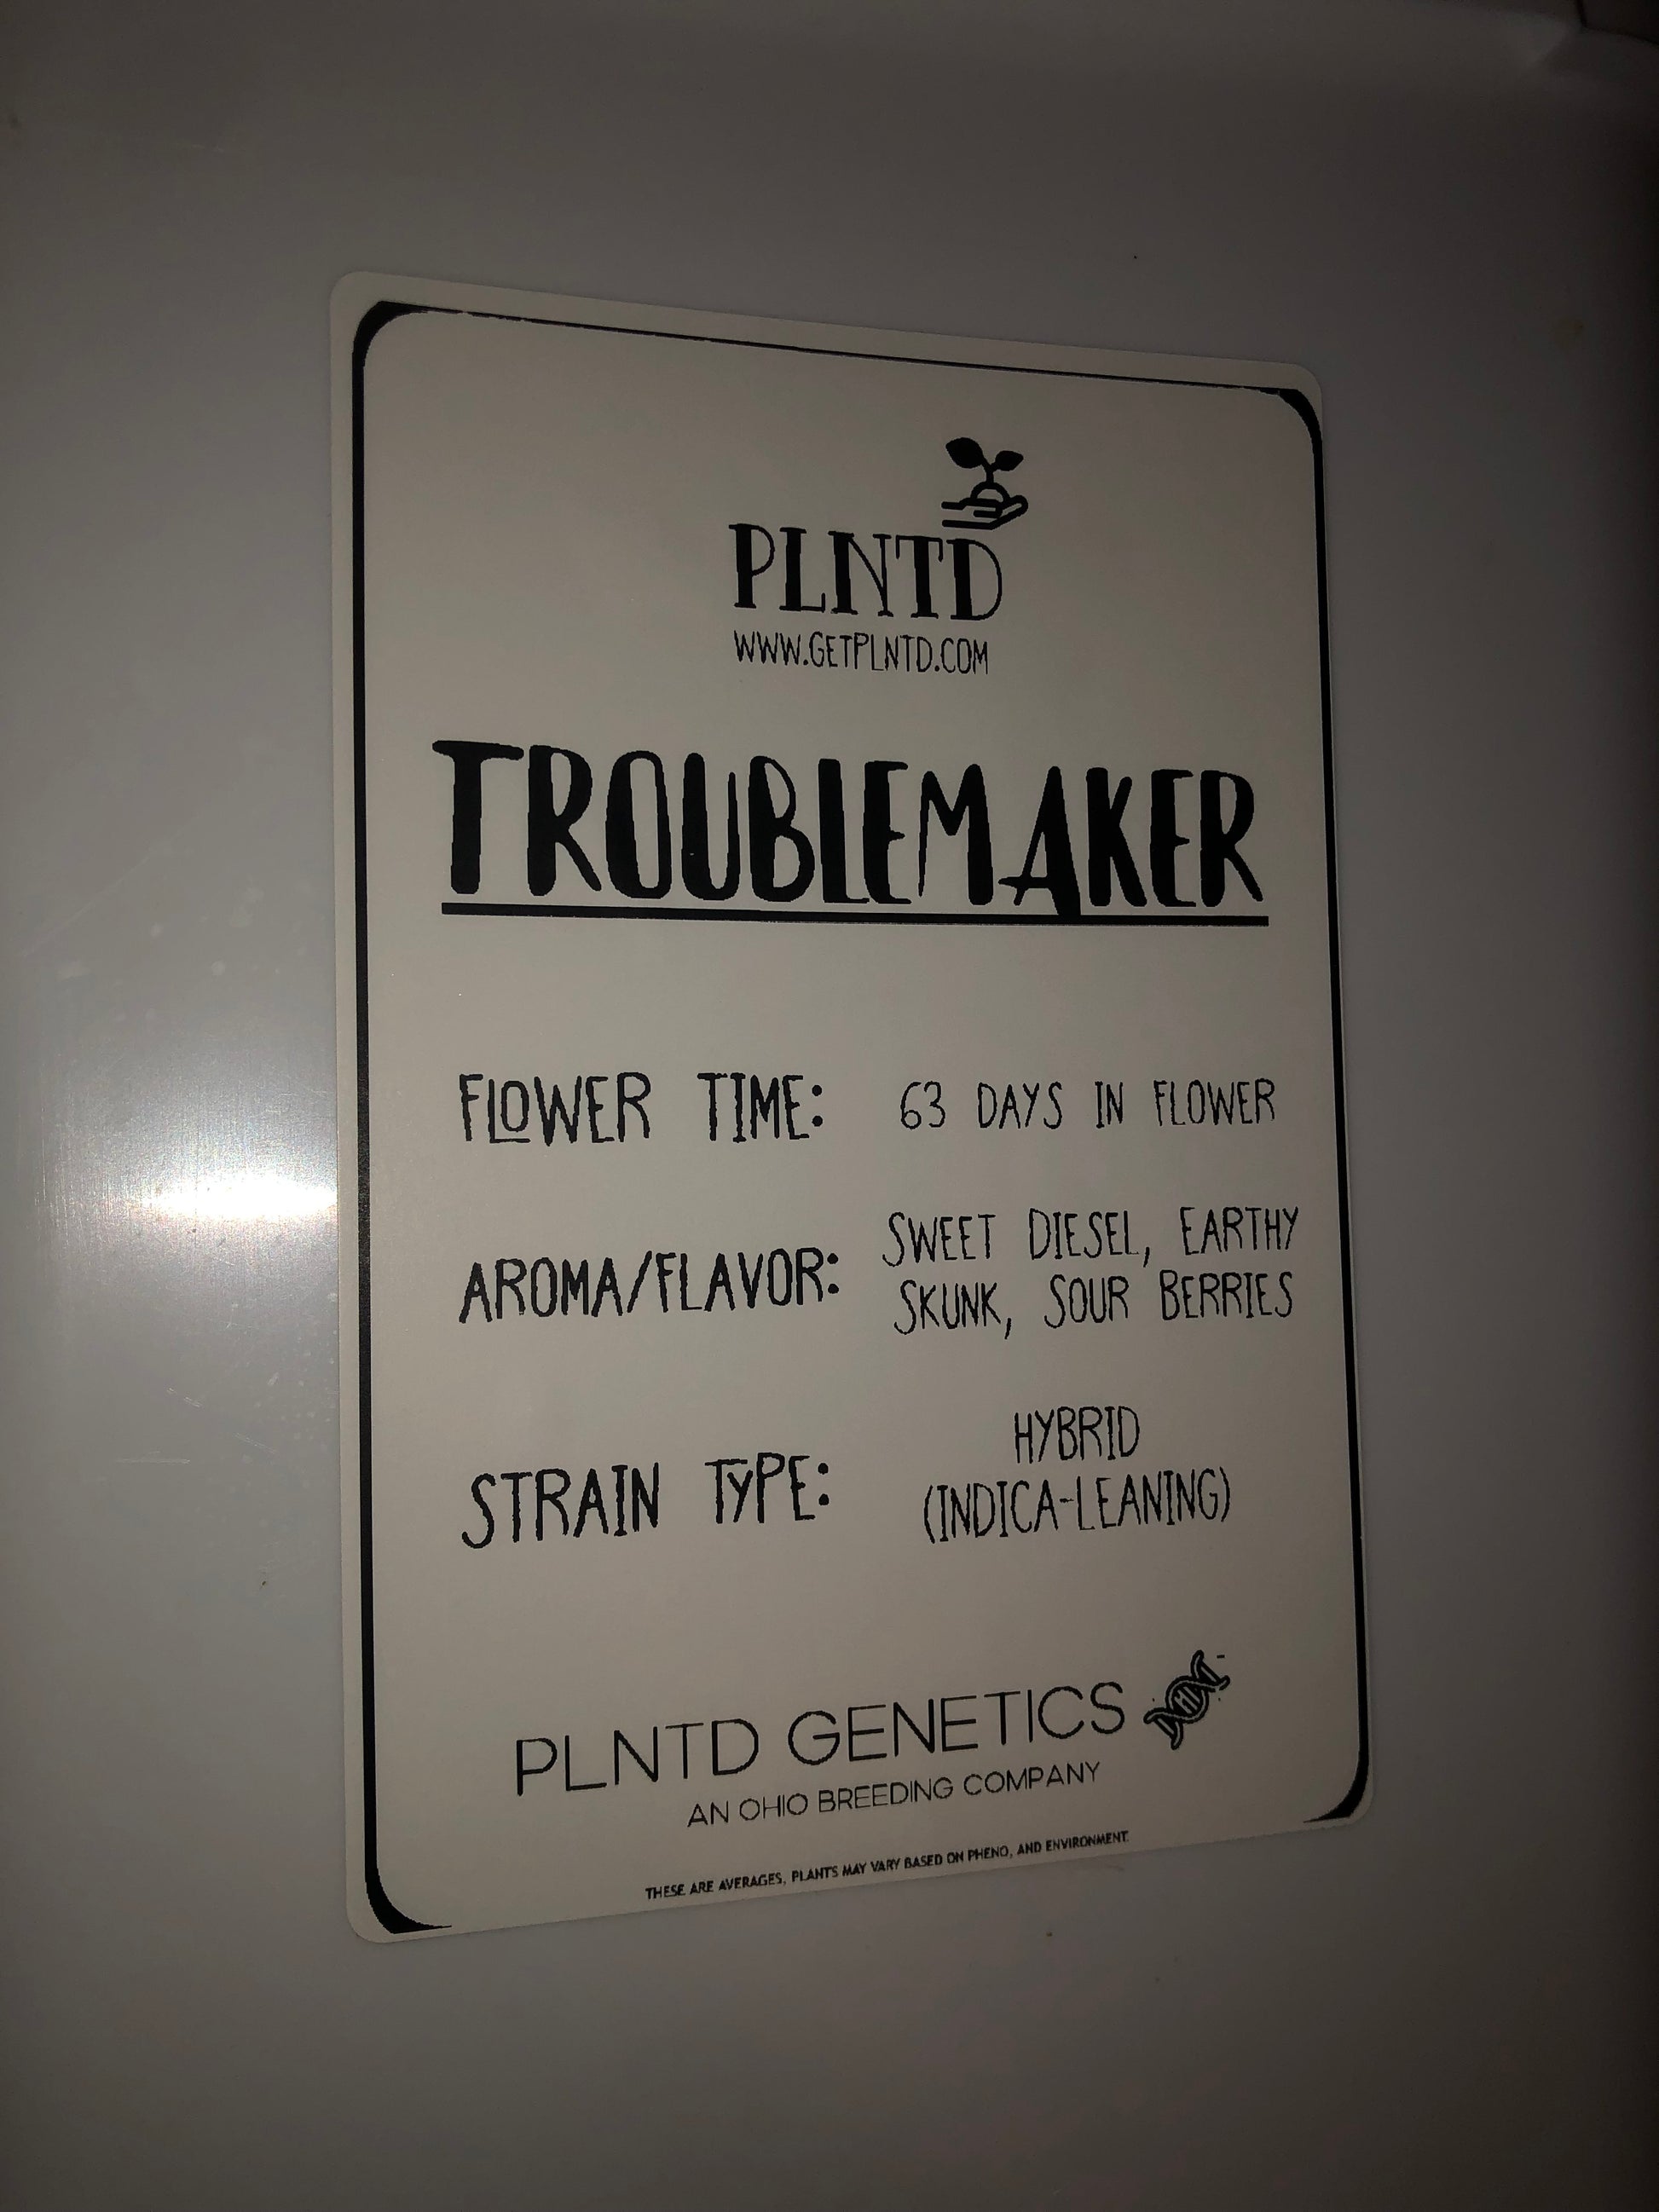 PLNTD
WWW.GETPLNTD.COM
TROUBLEMAKER
FLOWER TIME: 63 DAYS IN FLOWER
AROMA/FLAVOR: SWEET DIESEL, EARTHY
SKUNK, SOUR BERRIES
STRAIN TYPE: HYBRID
(INDICA-LEANING)
PLNTD GENETICS
AN OHIO BREEDING COMPANY
THESE ARE AVERAGES, PLANTS MAY VARY BASED ON PHENO, AND ENVIRONMENT.